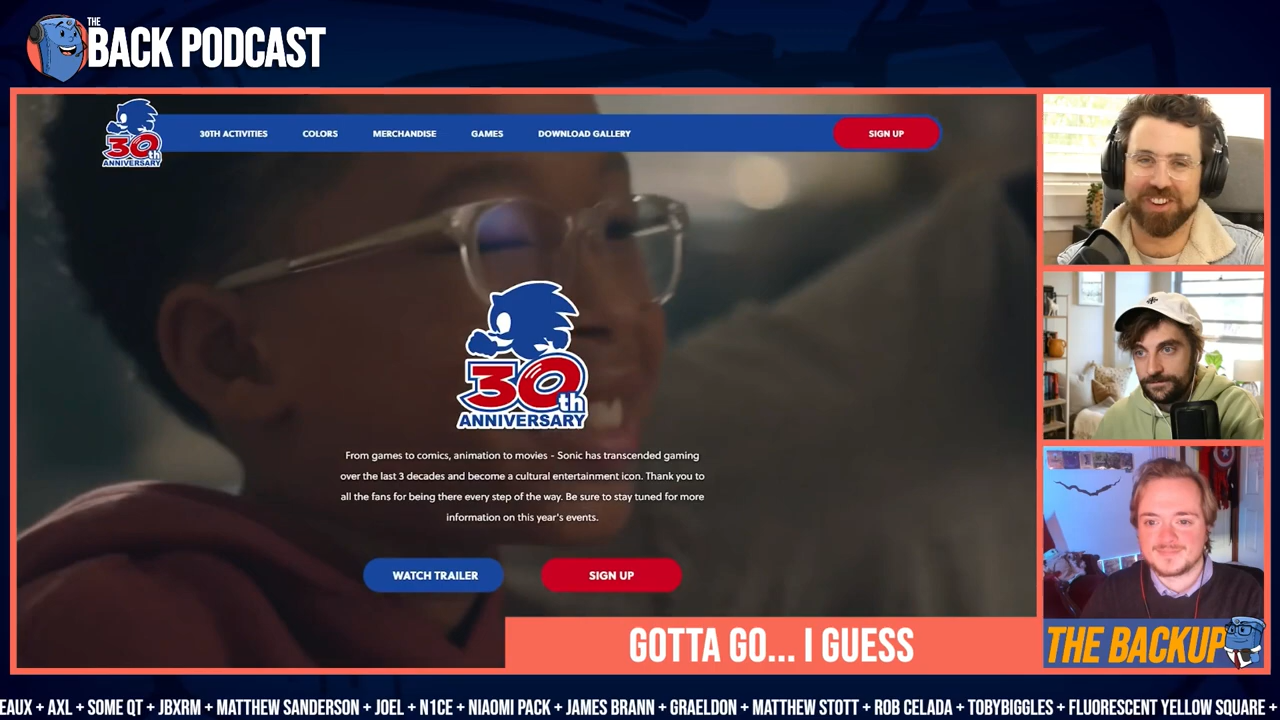 THE
BACK PODCAST
30th
ANNIVERSARY
30TH ACTIVITIES
COLORS
MERCHANDISE
GAMES
DOWNLOAD GALLERY
SIGN UP
30th
ANNIVERSARY
From games to comics, animation to movies - Sonic has transcended gaming
over the last 3 decades and become a cultural entertainment icon. Thank you to
all the fans for being there every step of the way. Be sure to stay tuned for more
information on this year's events.
WATCH TRAILER
SIGN UP
GOTTA GO... I GUESS
THE BACKUP
EAUX + AXL + SOME QT + JBXRM + MATTHEW SANDERSON + JOEL + N1CE + NIAOMI PACK + JAMES BRANN + GRAELDON + MATTHEW STOTT + ROB CELADA + TOBYBIGGLES + FLUORESCENT YELLOW SQUARE +